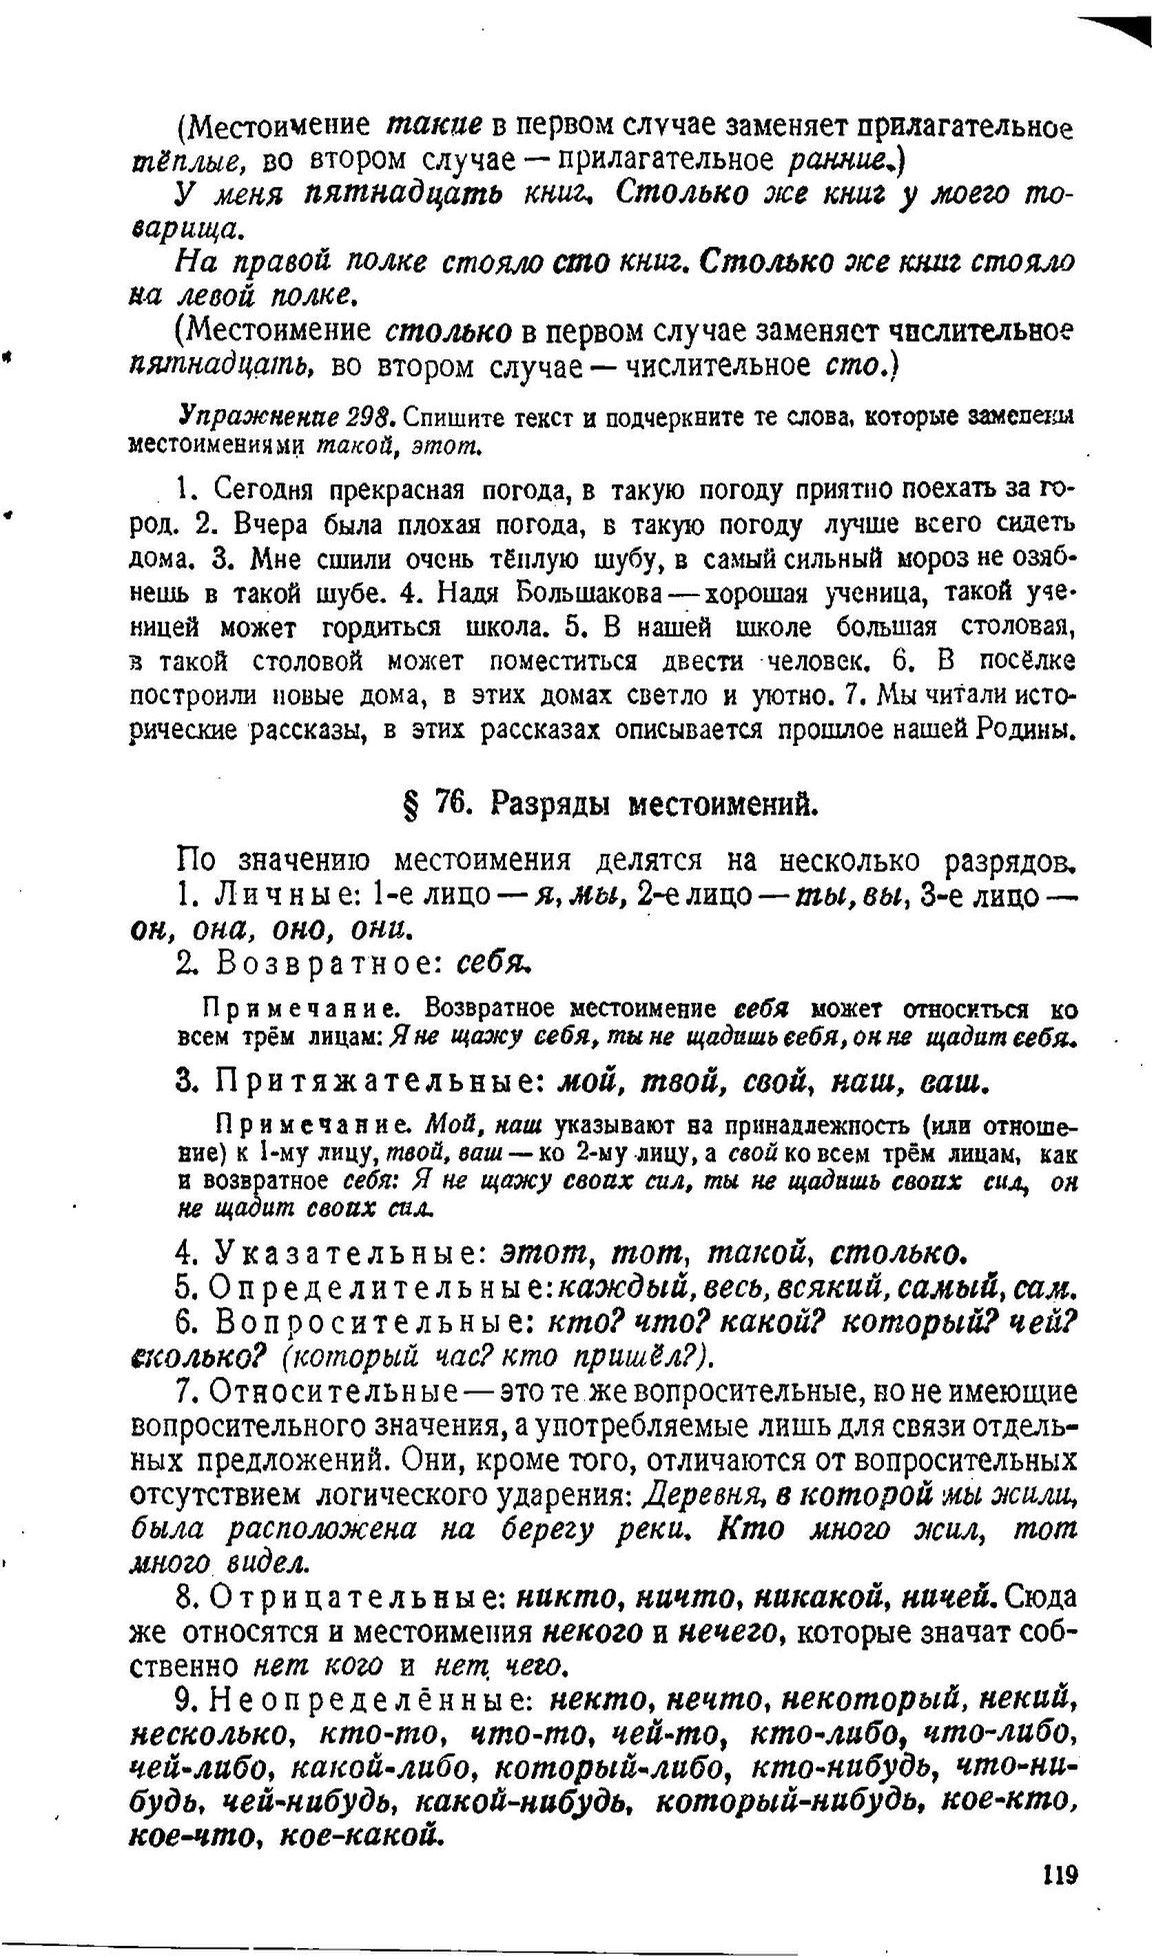 (Местоимение такие в первом случае заменяет прилагательное
тёплые, во втором случае — прилагательное ранние.)
У меня пятнадцать книг. Столько же книг у моего то-
варища.
На правой полке стояло сто книг. Столько же книг стояло
на левой полке.
(Местоимение столько в первом случае заменяет числительное
пятнадцать, во втором случае — числительное сто.)
Упражнение 298. Спишите текст и подчеркните те слова, которые заменены
местоимениями такой, этот.
1. Сегодня прекрасная погода, в такую погоду приятно поехать за го-
род. 2. Вчера была плохая погода, в такую погоду лучше всего сидеть
дома. 3. Мне сшили очень тёплую шубу, в самый сильный мороз не озяб-
нешь в такой шубе. 4. Надя Большакова — хорошая ученица, такой уче-
ницей может гордиться школа. 5. В нашей школе большая столовая,
в такой столовой может поместиться двести человек. 6. В посёлке
построили новые дома, в этих домах светло и уютно. 7. Мы читали исто-
рические рассказы, в этих рассказах описывается прошлое нашей Родины.
§ 76. Разряды местоимений.
По значению местоимения делятся на несколько разрядов.
1. Личные: 1-е лицо — я, мы, 2-е лицо — ты, вы, 3-е лицо —
он, она, оно, они.
2. Возвратное: себя.
Примечание. Возвратное местоимение себя может относиться ко
всем трём лицам: Я не щажу себя, ты не щадишь себя, он не щадит себя.
3. Притяжательные: мой, твой, свой, наш, ваш.
Примечание. Мой, наш указывают на принадлежность (или отноше-
ние) к 1-му лицу, твой, ваш — ко 2-му лицу, а свой ко всем трём лицам, как
и возвратное себя: Я не щажу своих сил, ты не щадишь своих сил, он
не щадит своих сил.
4. Указательные: этот, тот, такой, столько.
5. Определительные: каждый, весь, всякий, самый, сам.
6. Вопросительные: кто? что? какой? который? чей?
сколько? (который час? кто пришёл?).
7. Относительные — это те же вопросительные, но не имеющие
вопросительного значения, а употребляемые лишь для связи отдель-
ных предложений. Они, кроме того, отличаются от вопросительных
отсутствием логического ударения: Деревня, в которой мы жили,
была расположена на берегу реки. Кто много жил, тот
много видел.
8. Отрицательные: никто, ничто, никакой, ничей. Сюда
же относятся и местоимения некого и нечего, которые значат соб-
ственно нет кого и нет чего.
9. Неопределённые: некто, нечто, некоторый, некий,
несколько, кто-то, что-то, чей-то, кто-либо, что-либо,
чей-либо, какой-либо, который-либо, кто-нибудь, что-ни-
будь, чей-нибудь, какой-нибудь, который-нибудь, кое-кто,
кое-что, кое-какой.
119